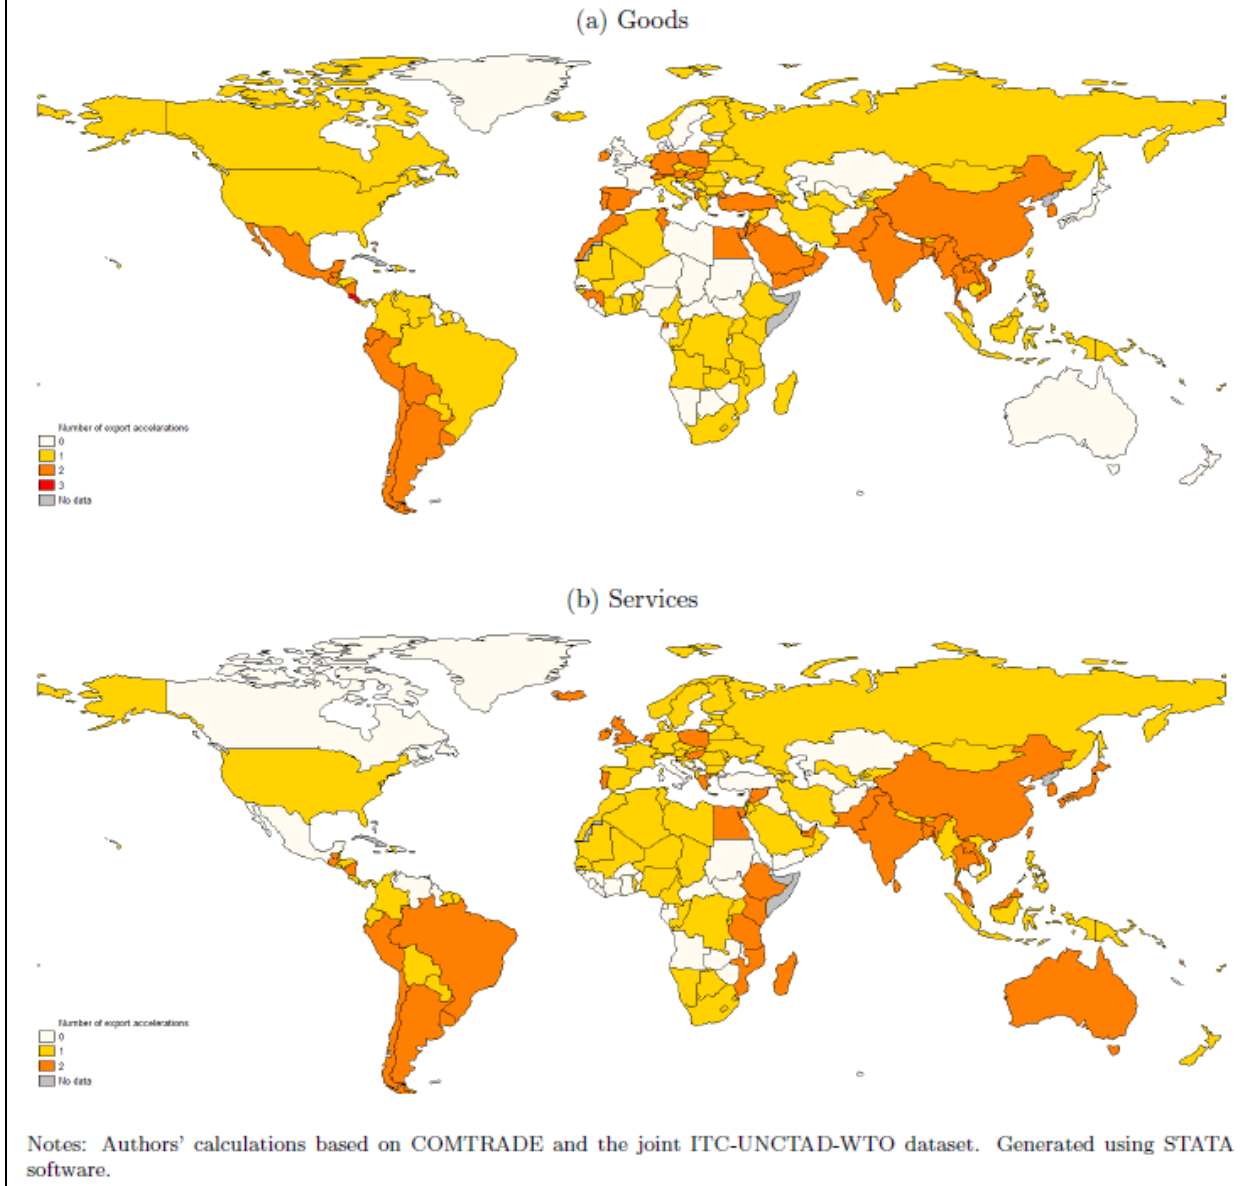 (a) Goods
Number of export accelerations
0
1
2
3
No data
(b) Services
Number of export accelerations
0
1
2
No data
Notes: Authors' calculations based on COMTRADE and the joint ITC-UNCTAD-WTO dataset. Generated using STATA
software.